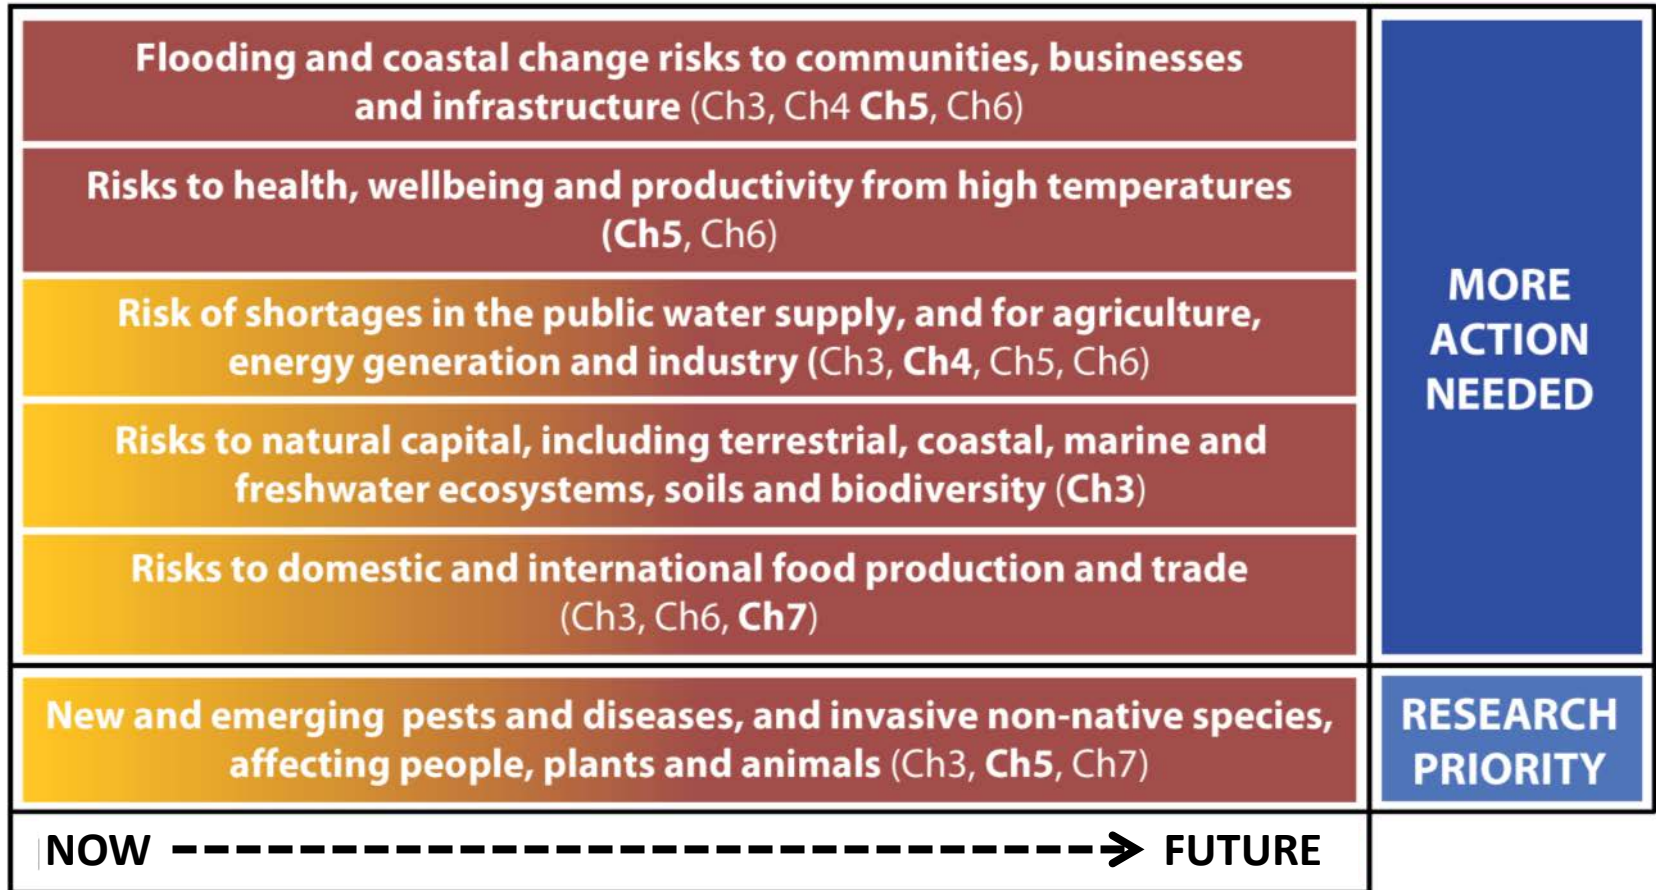 Flooding and coastal change risks to communities, businesses
and infrastructure (Ch3, Ch4 Ch5, Ch6)
Risks to health, wellbeing and productivity from high temperatures
(Ch5, Ch6)
Risk of shortages in the public water supply, and for agriculture,
energy generation and industry (Ch3, Ch4, Ch5, Ch6)
Risks to natural capital, including terrestrial, coastal, marine and
freshwater ecosystems, soils and biodiversity (Ch3)
Risks to domestic and international food production and trade
(Ch3, Ch6, Ch7)
MORE
ACTION
NEEDED
New and emerging pests and diseases, and invasive non-native species,
affecting people, plants and animals (Ch3, Ch5, Ch7)
RESEARCH
PRIORITY
NOW FUTURE